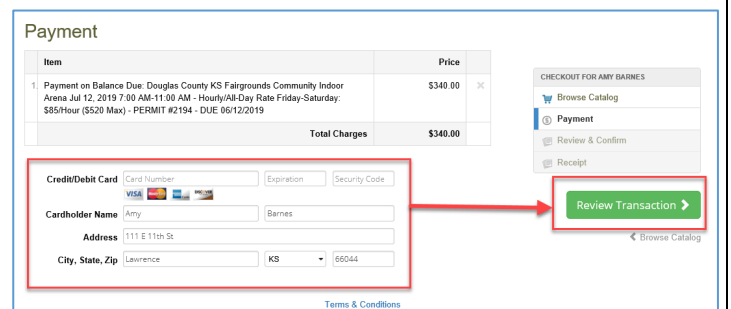 Payment
Item Price
1. Payment on Balance Due: Douglas County KS Fairgrounds Community Indoor $340.00
Arena Jul 12, 2019 7:00 AM-11:00 AM - Hourly/All-Day Rate Friday-Saturday:
$85/Hour ($520 Max) - PERMIT #2194 - DUE 06/12/2019
Total Charges $340.00
Credit/Debit Card Card Number Expiration Security Code
VISA
Cardholder Name Amy Barnes
Address 111 E 11th St
City, State, Zip Lawrence KS 66044
Terms & Conditions
CHECKOUT FOR AMY BARNES
Browse Catalog
Payment
Review & Confirm
Receipt
Review Transaction
Browse Catalog